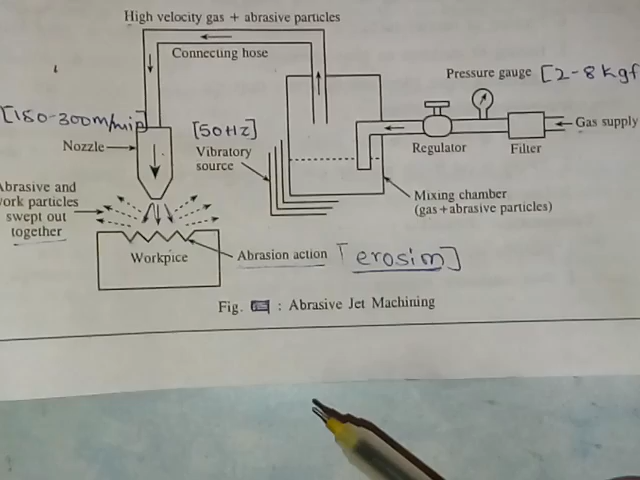 High velocity gas + abrasive particles
Connecting hose
Pressure gauge [2-8 kgf
[150-300m/min]
[50Hz]
Gas supply
Nozzle
Vibratory
source
Regulator
Filter
Abrasive and
work particles
swept out
together
Mixing chamber
(gas+abrasive particles)
Workpice
Abrasion action [erosim]
Fig. : Abrasive Jet Machining